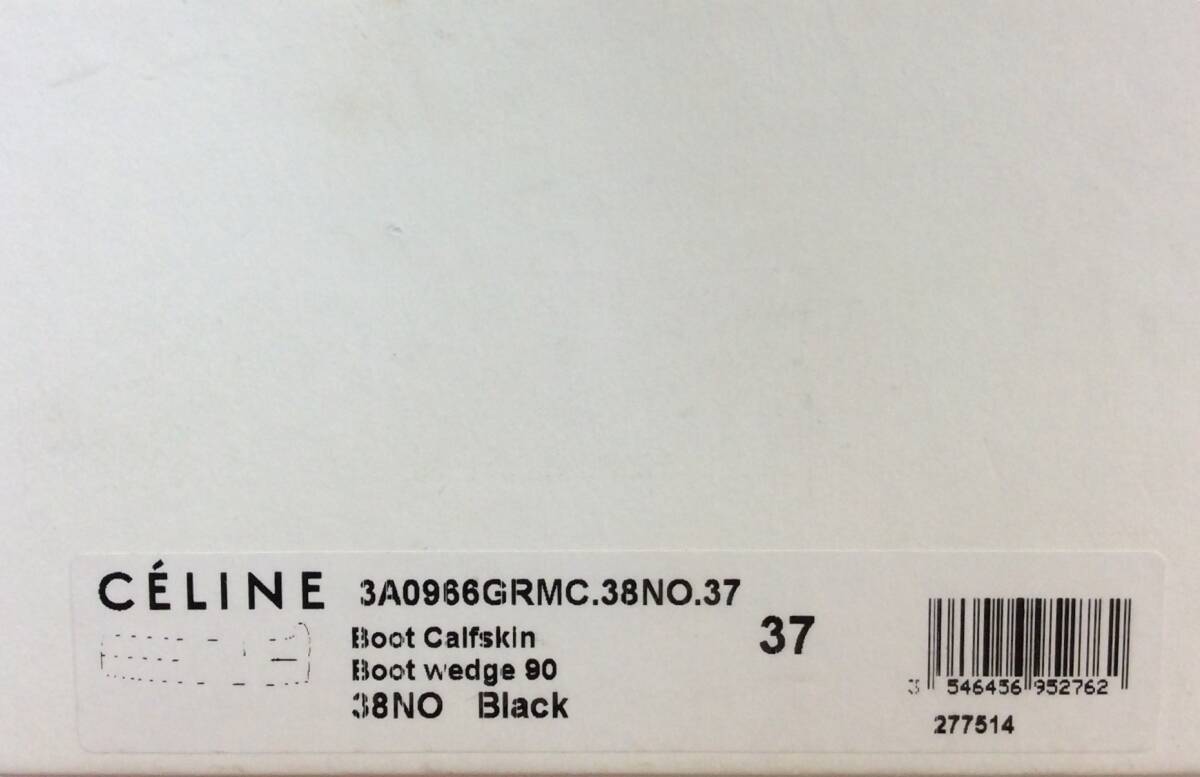 CÉLINE 3A0966GRMC.38NO.37
Boot Calfskin
37
Boot wedge 90
38NO Black
3 546456 952762
277514